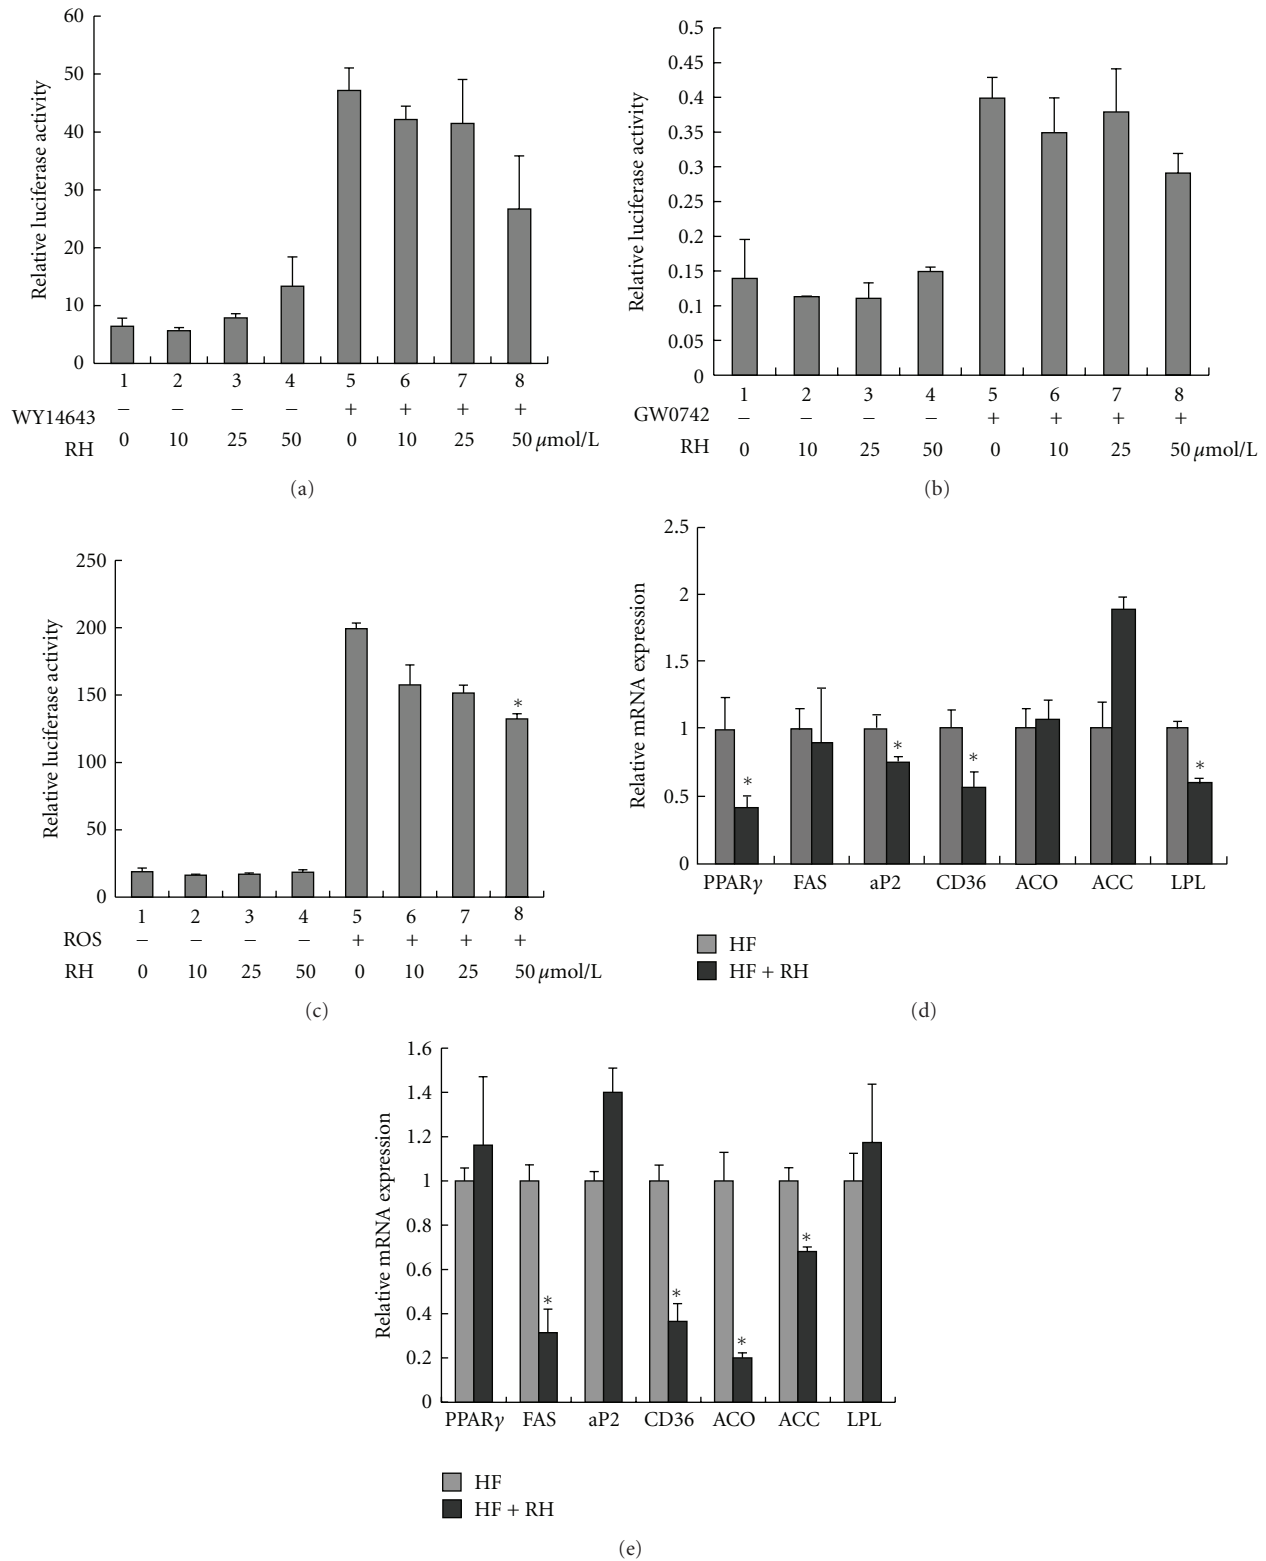 60
50
40
30
20
10
0
Relative luciferase activity
1 2 3 4 5 6 7 8
WY14643 − − − − + + + +
RH 0 10 25 50 0 10 25 50 μmol/L
(a)
0.5
0.45
0.4
0.35
0.3
0.25
0.2
0.15
0.1
0.05
0
Relative luciferase activity
1 2 3 4 5 6 7 8
GW0742 − − − − + + + +
RH 0 10 25 50 0 10 25 50 μmol/L
(b)
250
200
150
100
50
0
Relative luciferase activity
*
1 2 3 4 5 6 7 8
ROS − − − − + + + +
RH 0 10 25 50 0 10 25 50 μmol/L
(c)
2.5
2
1.5
1
0.5
0
Relative mRNA expression
* * * *
PPARγ FAS aP2 CD36 ACO ACC LPL
HF
HF + RH
(d)
1.6
1.4
1.2
1
0.8
0.6
0.4
0.2
0
Relative mRNA expression
* * * *
PPARγ FAS aP2 CD36 ACO ACC LPL
HF
HF + RH
(e)